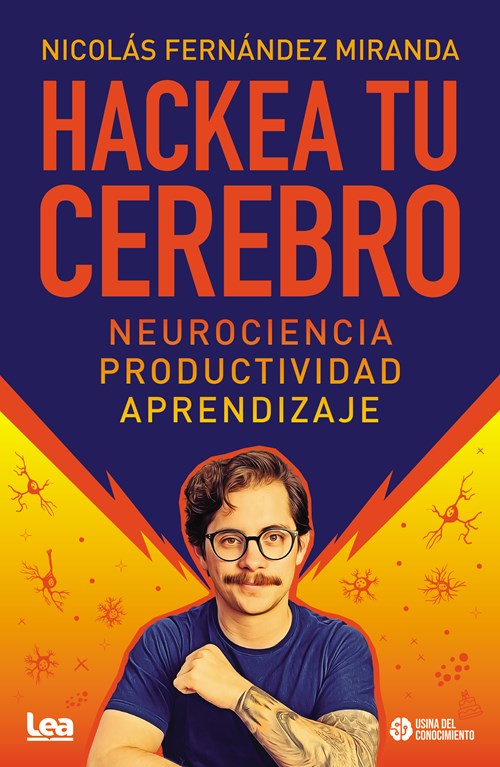 NICOLÁS FERNÁNDEZ MIRANDA
HACKEA TU
CEREBRO
NEUROCIENCIA
PRODUCTIVIDAD
APRENDIZAJE
Lea
USINA DEL
CONOCIMIENTO